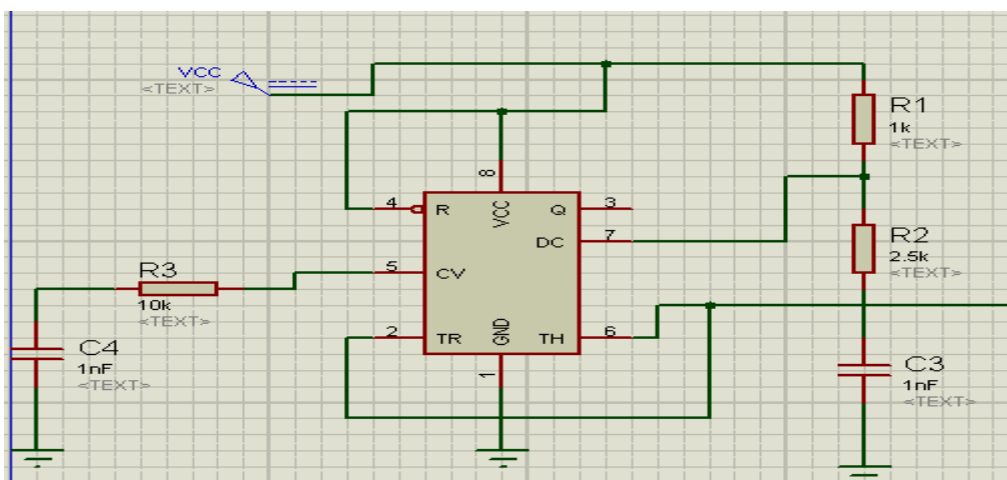 VCC
<TEXT>
R1
1k
<TEXT>
8
4
R
VCC
Q
3
DC
7
R2
2.5k
<TEXT>
R3
10k
<TEXT>
5
CV
2
TR
GND
TH
6
1
C4
1nF
<TEXT>
C3
1nF
<TEXT>